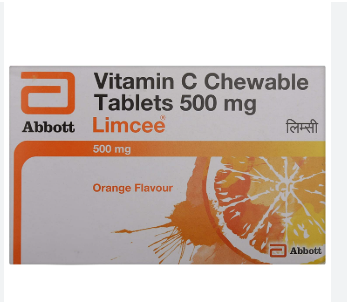 Vitamin C Chewable
Tablets 500 mg
Abbott
Limcee®
लिम्सी
500 mg
Orange Flavour
Abbott